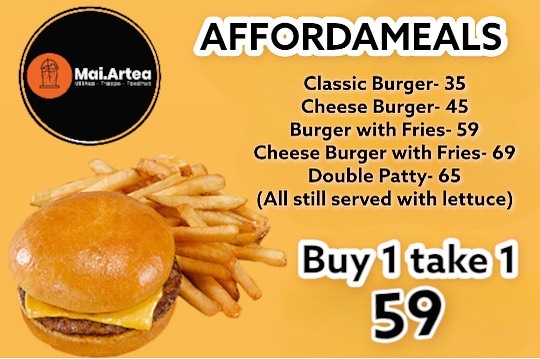 AFFORDAMEALS
Mai.Artea
Classic Burger- 35
Cheese Burger- 45
Burger with Fries- 59
Cheese Burger with Fries- 69
Double Patty- 65
(All still served with lettuce)
Buy 1 take 1
59